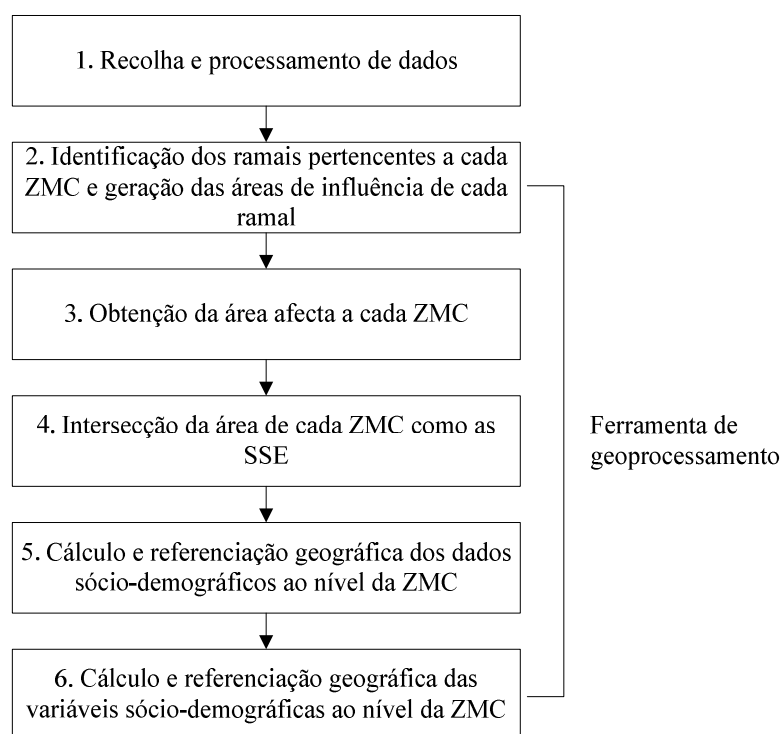 1. Recolha e processamento de dados
2. Identificação dos ramais pertencentes a cada
ZMC e geração das áreas de influência de cada
ramal
3. Obtenção da área afecta a cada ZMC
4. Intersecção da área de cada ZMC como as
SSE
Ferramenta de
geoprocessamento
5. Cálculo e referenciação geográfica dos dados
sócio-demográficos ao nível da ZMC
6. Cálculo e referenciação geográfica das
variáveis sócio-demográficas ao nível da ZMC